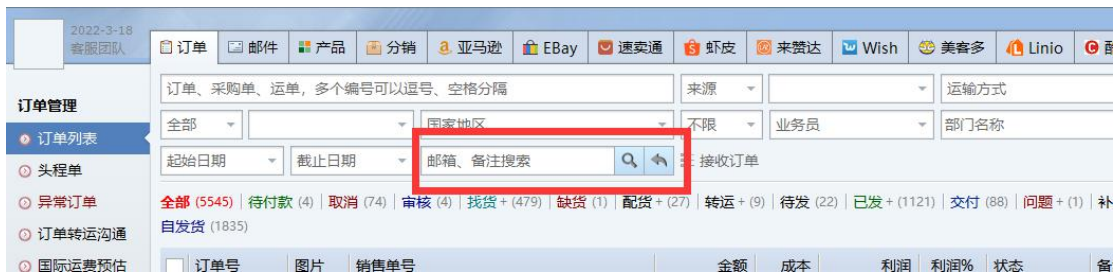 2022-3-18
客服团队
订单 邮件 产品 分销 亚马逊 EBay 速卖通 虾皮 来赞达 Wish 美客多 Linio
订单、采购单、运单，多个编号可以逗号、空格分隔 来源 运输方式
订单管理
全部 国家地区 不限 业务员 部门名称
订单列表
起始日期 截止日期 邮箱、备注搜索 接收订单
头程单
异常订单 全部 (5545) 待付款 (4) 取消 (74) 审核 (4) 找货+ (479) 缺货 (1) 配货+ (27) 转运+ (9) 待发 (22) 已发+ (1121) 交付 (88) 问题+ (1) 补
自发货 (1835)
订单转运沟通
国际运费预估 订单号 图片 销售单号 金额 成本 利润 利润% 状态 备